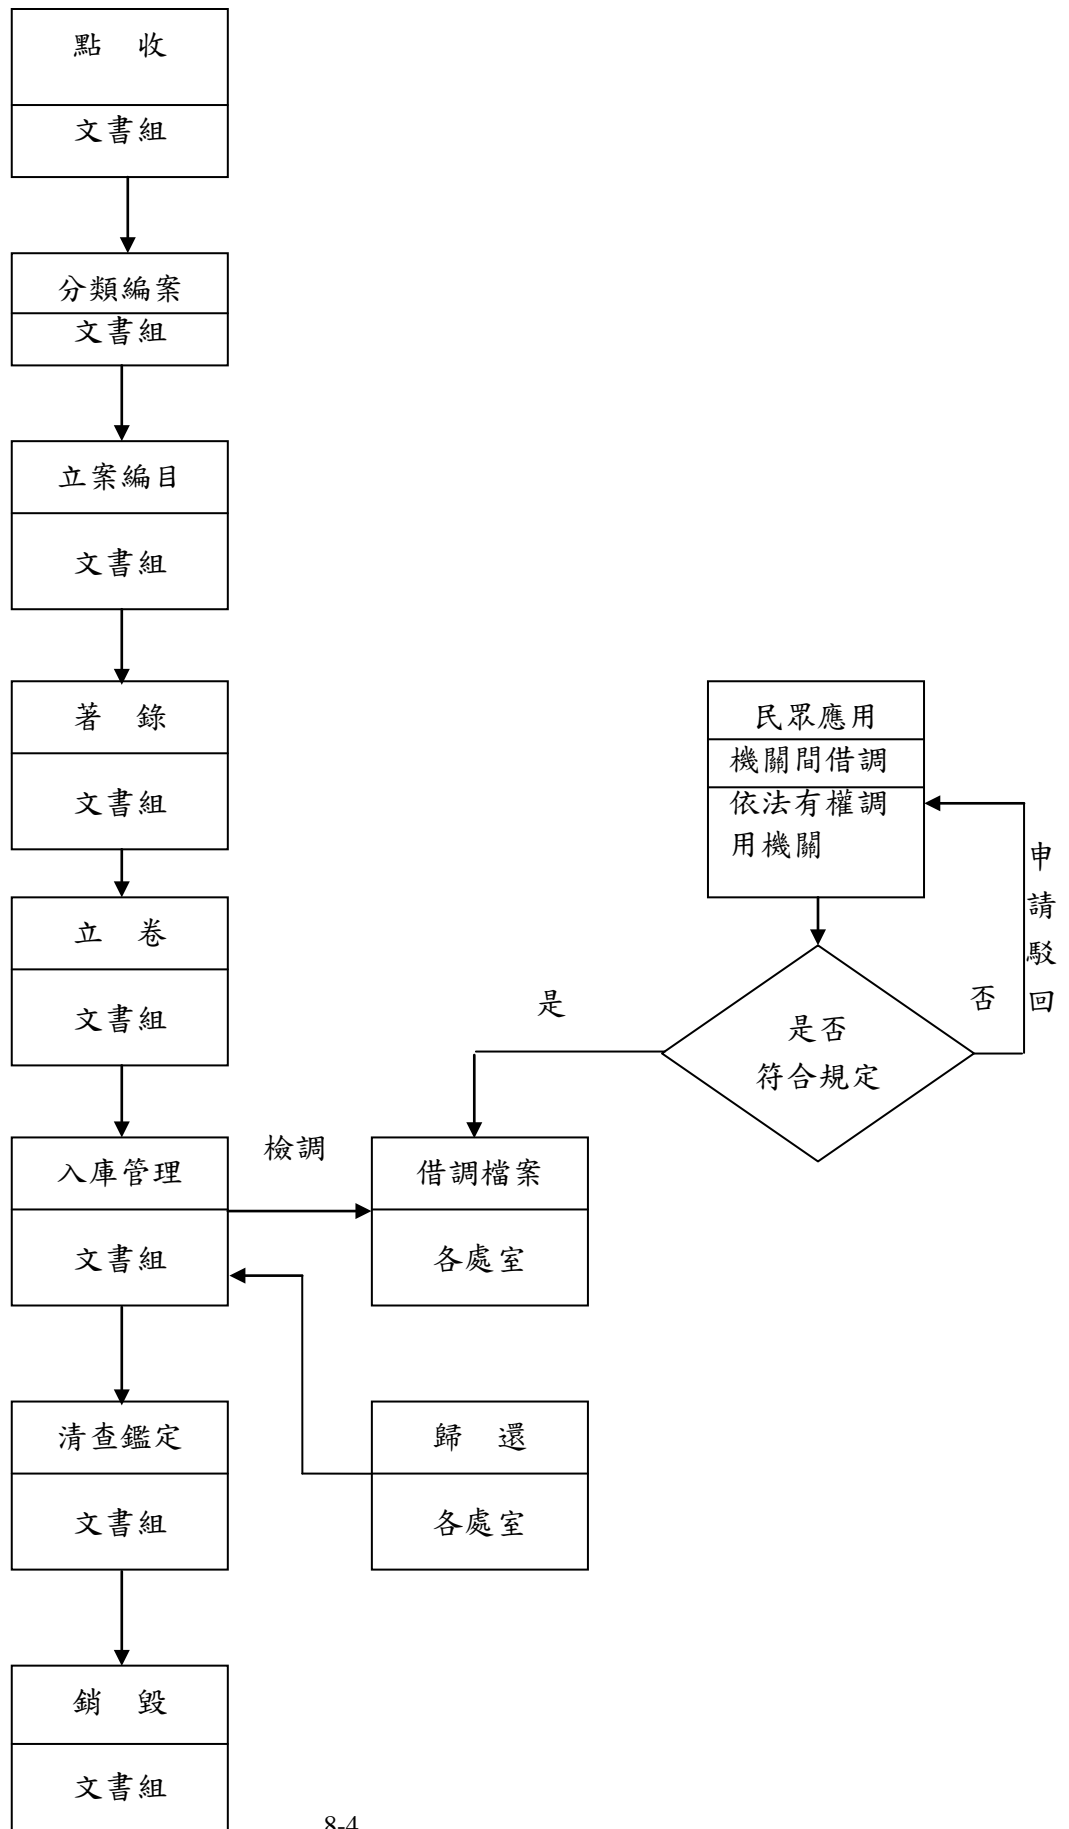 點 收
文書組
分類編案
文書組
立案編目
文書組
著 錄
文書組
立 卷
文書組
入庫管理
文書組
清查鑑定
文書組
銷 毀
文書組
檢調
借調檔案
各處室
歸 還
各處室
民眾應用
機關間借調
依法有權調
用機關
是否
符合規定
是
否
申請駁回
8-4